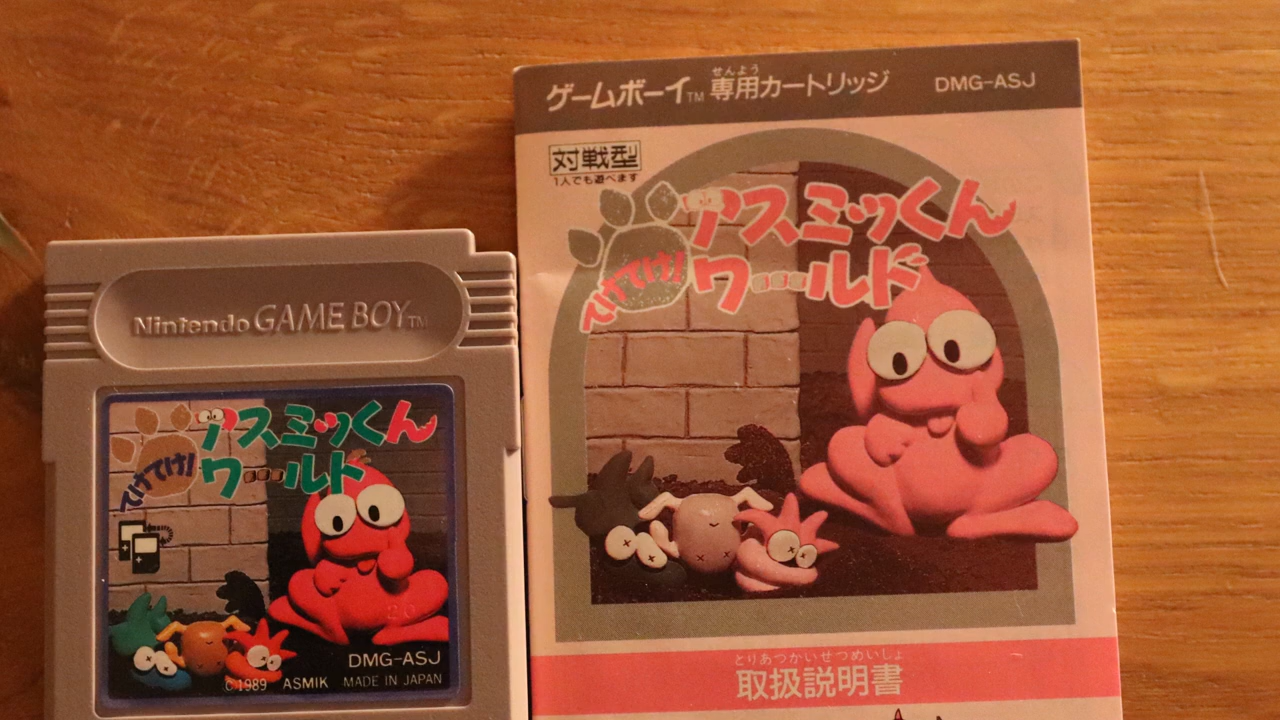 Nintendo GAME BOY™
アスミッくん
ワールド
てけてけ!
DMG-ASJ
©1989 ASMIK MADE IN JAPAN
せんよう
ゲームボーイ™専用カートリッジ DMG-ASJ
対戦型
1人でも遊べます
アスミッくん
てけてけ!
ワールド
とりあつかいせつめいしょ
取扱説明書